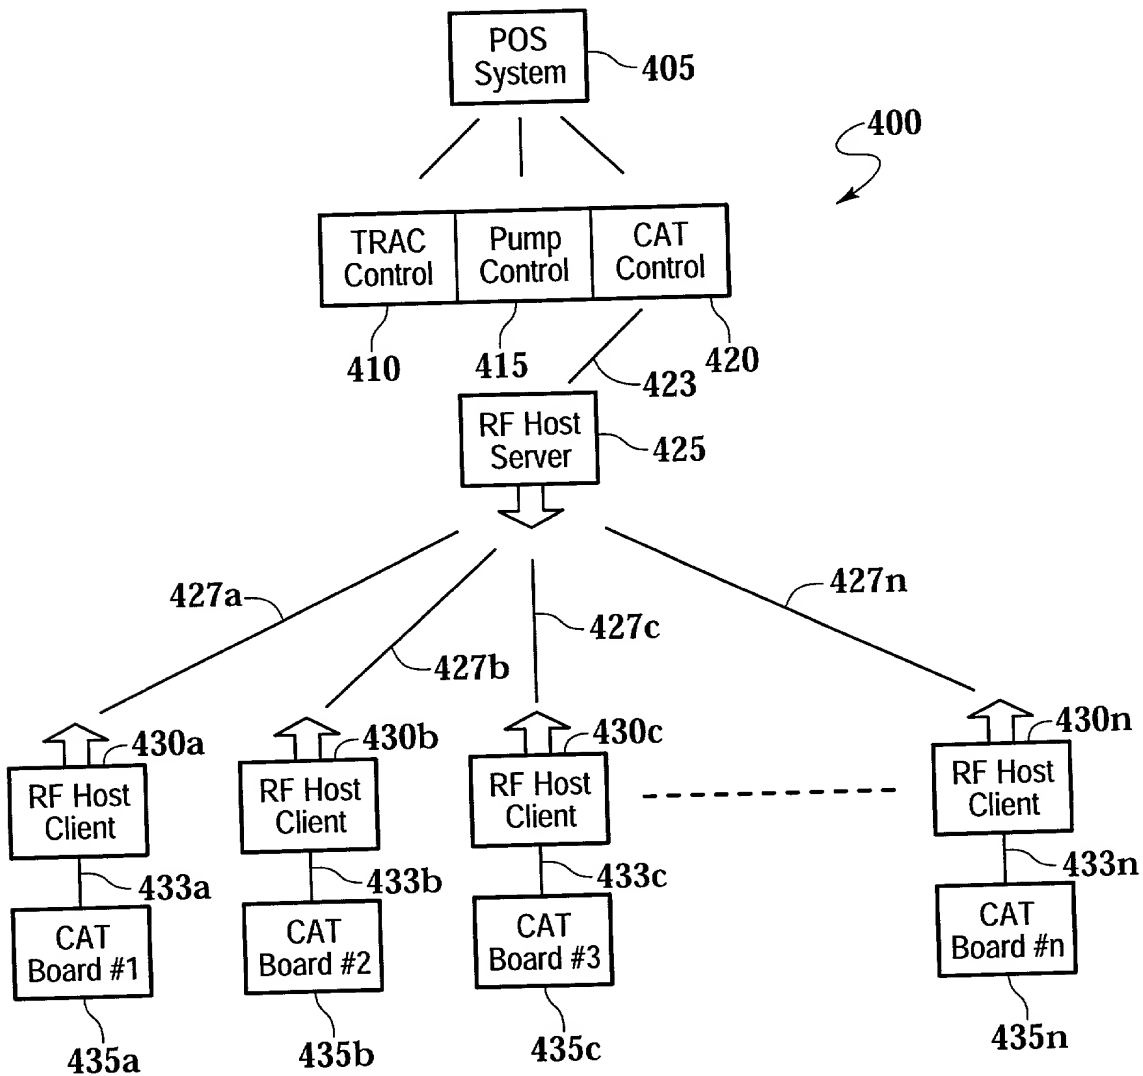 POS
System
405
400
TRAC
Control
Pump
Control
CAT
Control
410
415
420
423
RF Host
Server
425
427a
427b
427c
427n
430a
430b
430c
430n
RF Host
Client
RF Host
Client
RF Host
Client
RF Host
Client
433a
433b
433c
433n
CAT
Board #1
CAT
Board #2
CAT
Board #3
CAT
Board #n
435a
435b
435c
435n